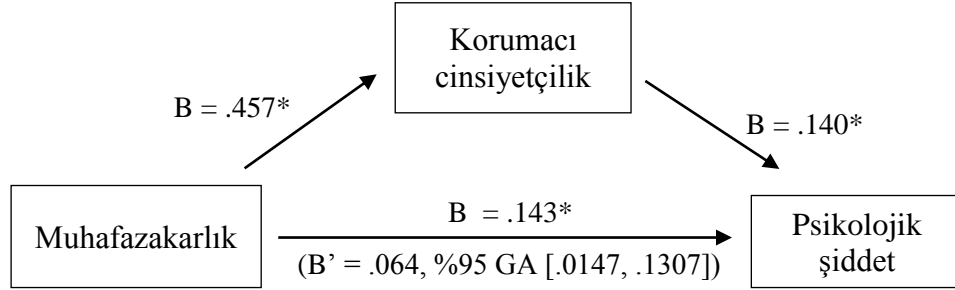 Korumacı
cinsiyetçilik
B = .457*
B = .140*
Muhafazakarlık
B = .143*
(B' = .064, %95 GA [.0147, .1307])
Psikolojik
şiddet